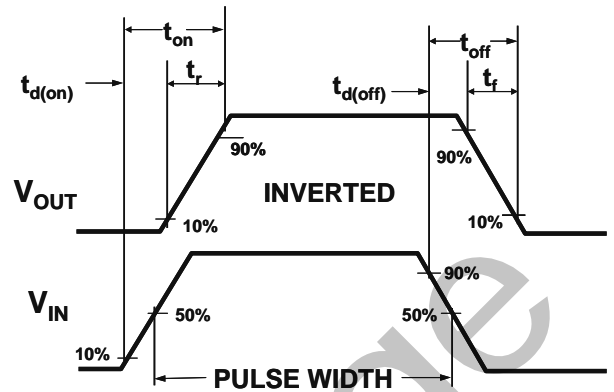 t_on
t_off
t_d(on)
t_r
t_d(off)
t_f
90%
90%
V_OUT
INVERTED
10%
10%
90%
V_IN
50%
50%
10%
PULSE WIDTH